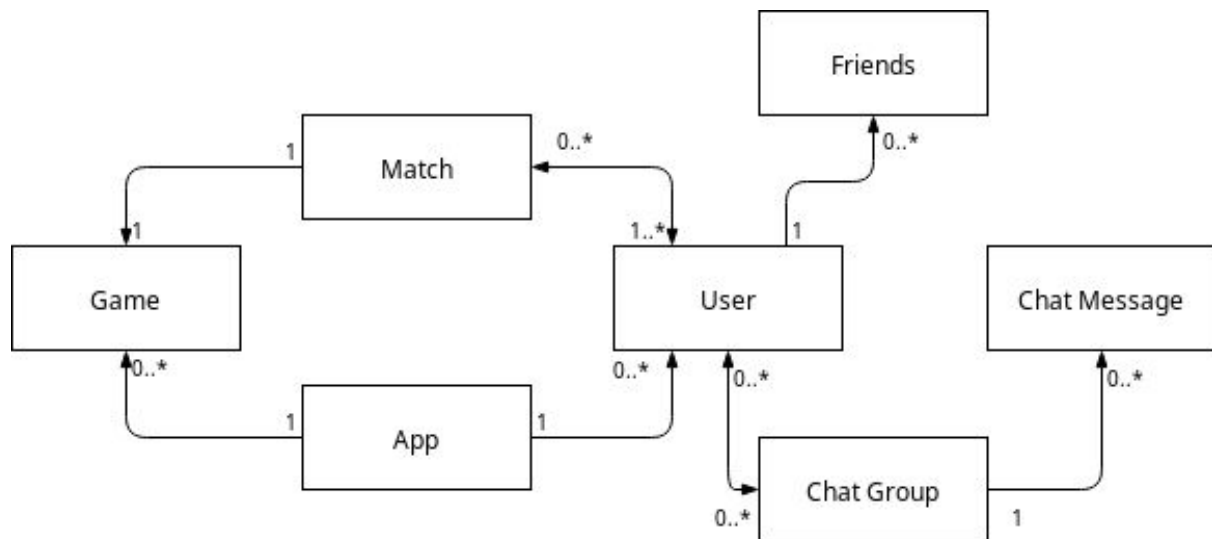 Friends
0..*
1
Match
0..*
1
1..*
1
Game
User
Chat Message
0..*
0..*
0..*
0..*
1
App
1
Chat Group
0..*
1